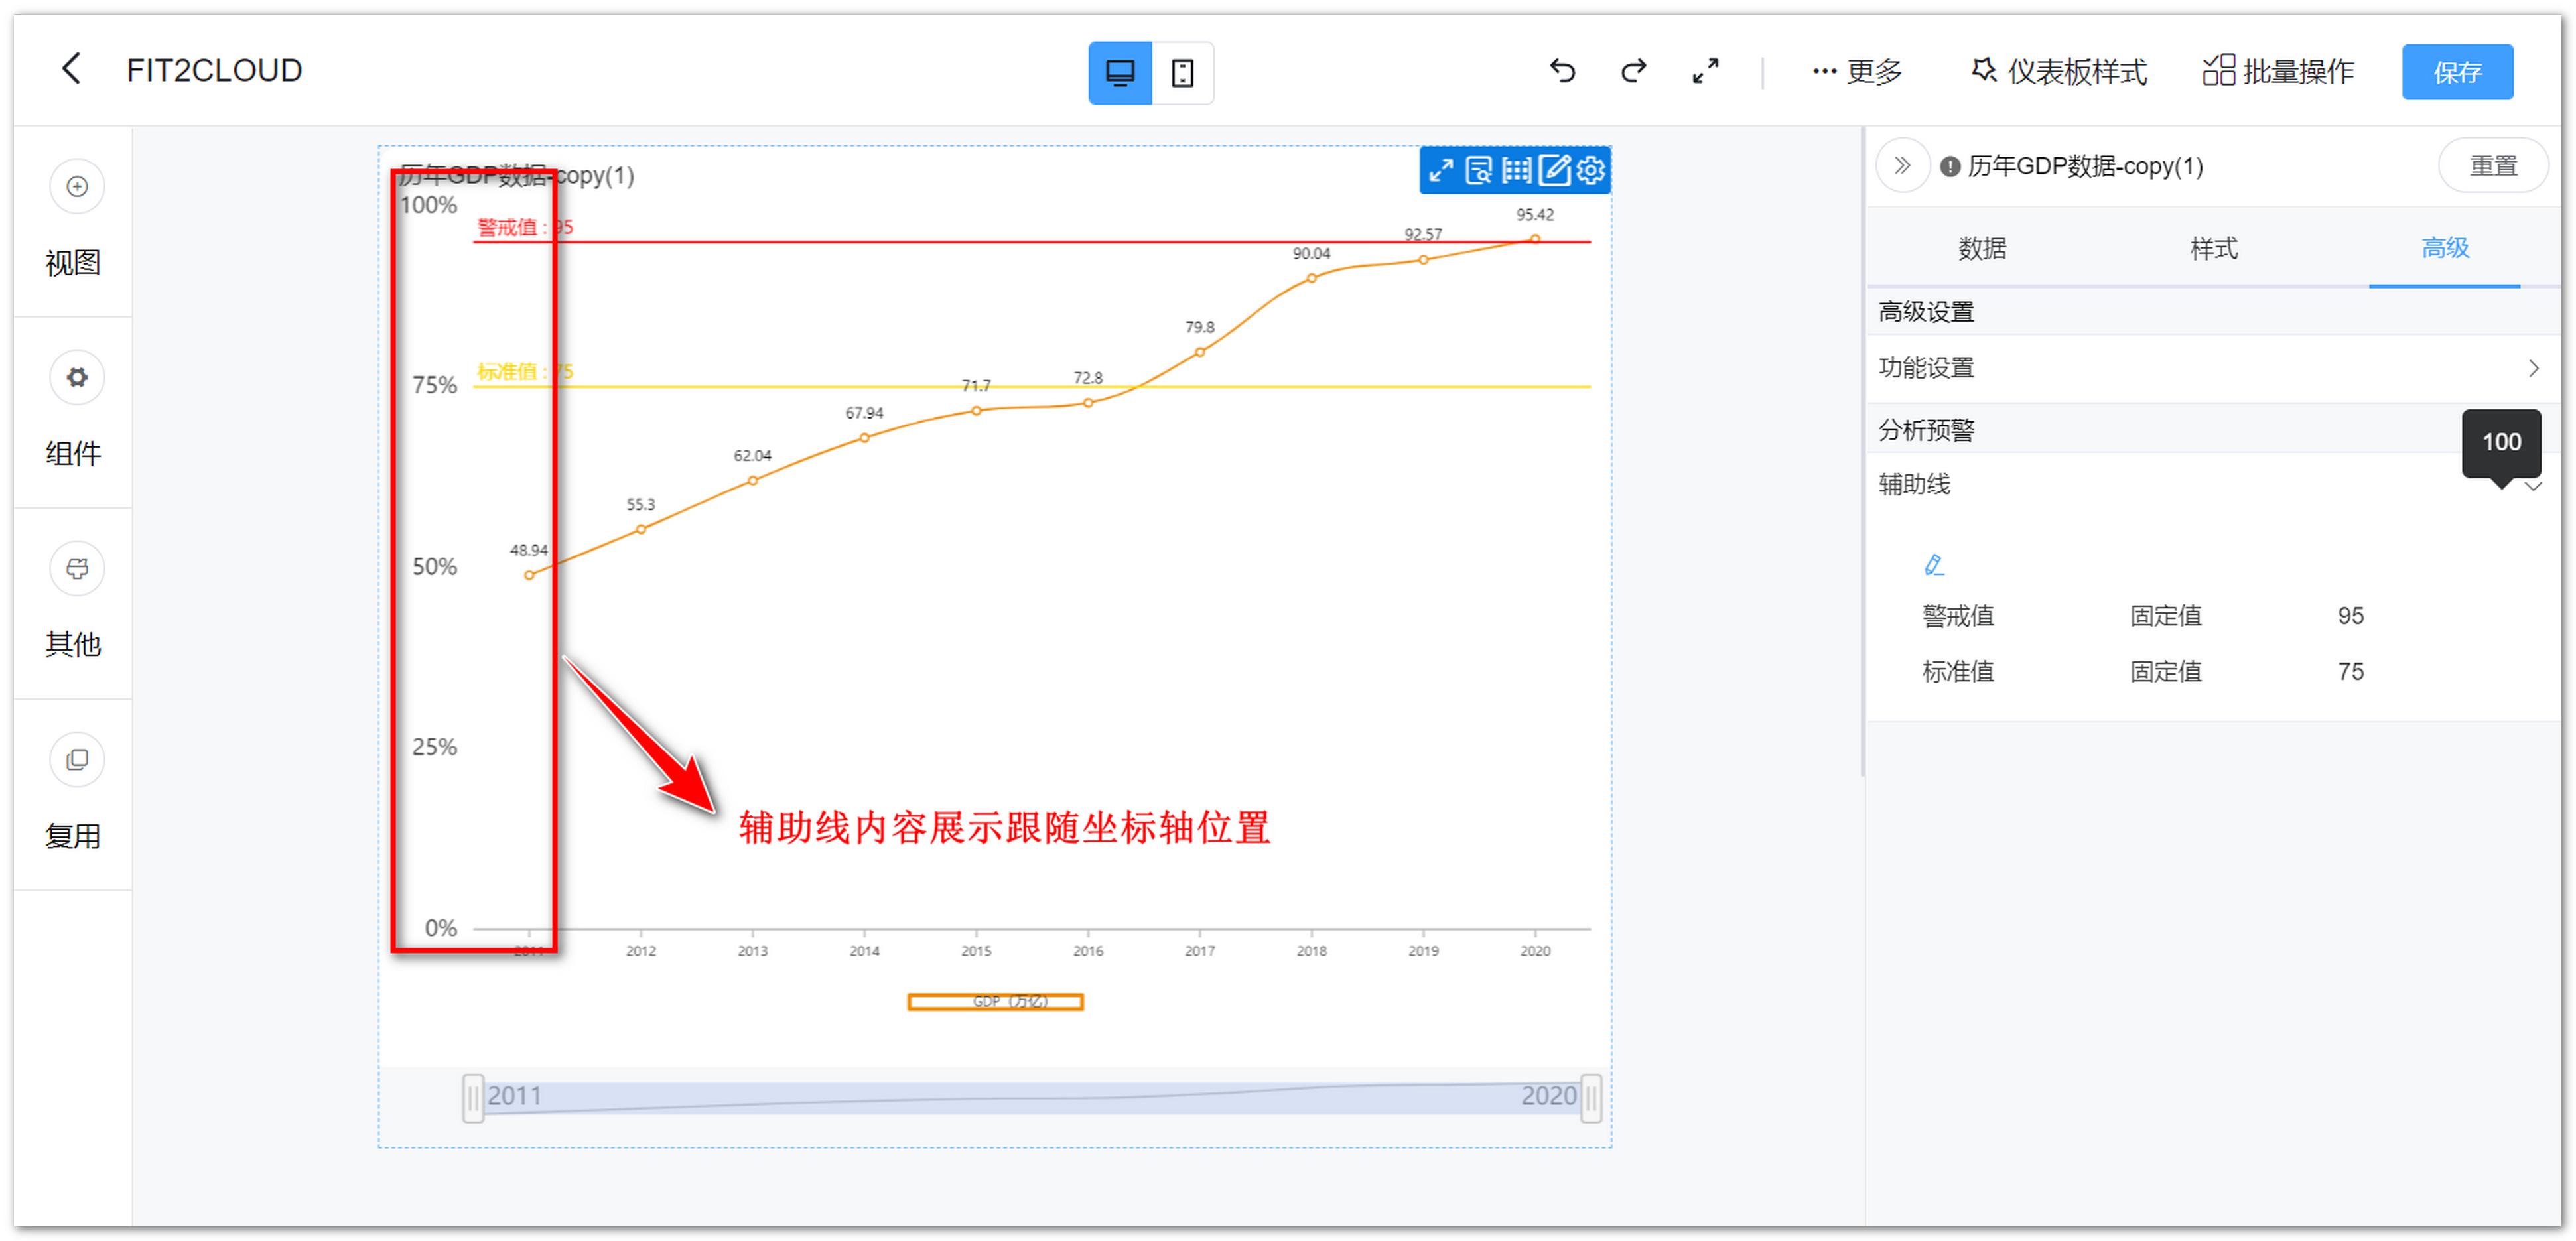 FIT2CLOUD
更多
仪表板样式
批量操作
保存
视图
组件
其他
复用
历年GDP数据-copy(1)
100%
75%
50%
25%
0%
警戒值 : 95
标准值 : 75
48.94
55.3
62.04
67.94
71.7
72.8
79.8
90.04
92.57
95.42
2011
2012
2013
2014
2015
2016
2017
2018
2019
2020
GDP（万亿）
2011
2020
辅助线内容展示跟随坐标轴位置
历年GDP数据-copy(1)
重置
数据
样式
高级
高级设置
功能设置
分析预警
100
辅助线
警戒值 固定值 95
标准值 固定值 75